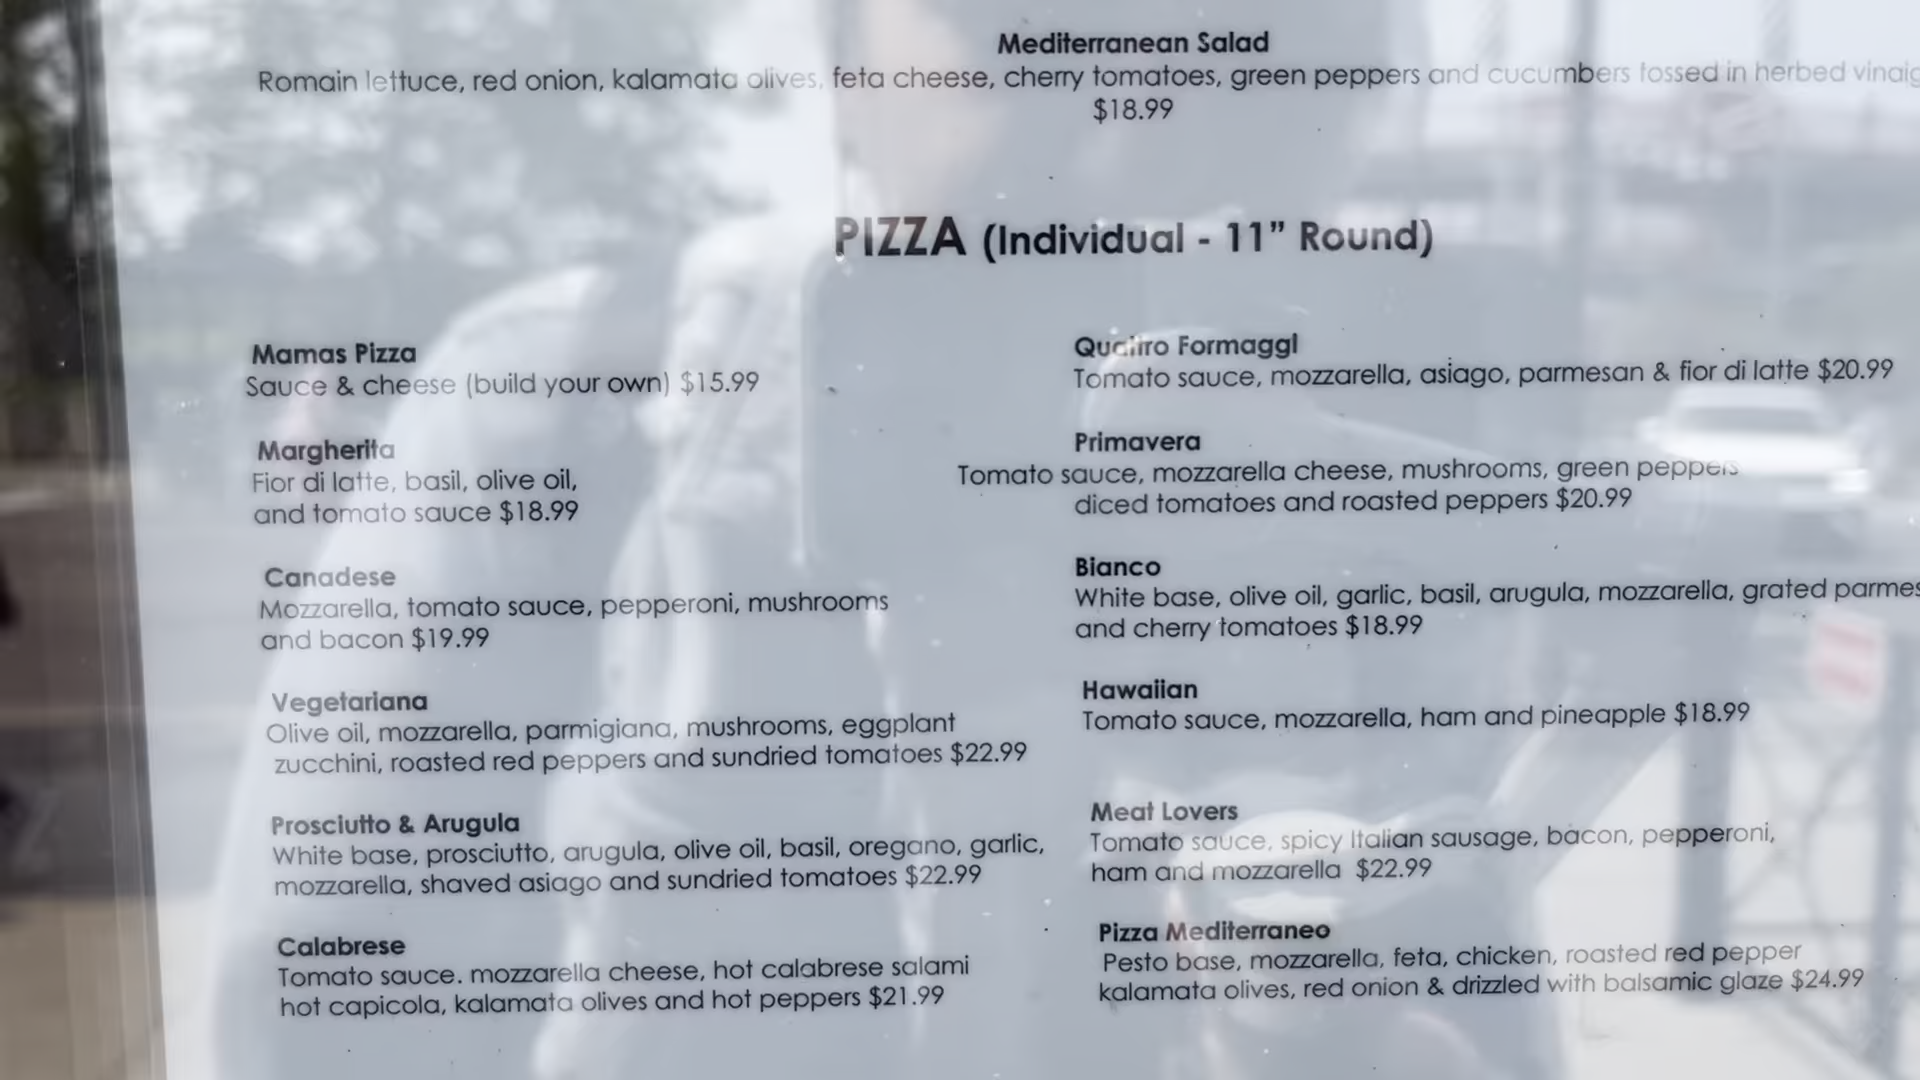 Mediterranean Salad
Romain lettuce, red onion, kalamata olives, feta cheese, cherry tomatoes, green peppers and cucumbers tossed in herbed
$18.99
PIZZA (Individual - 11” Round)
Mamas Pizza
Sauce & cheese (build your own) $15.99
Margherita
Fior di latte, basil, olive oil,
and tomato sauce $18.99
Canadese
Mozzarella, tomato sauce, pepperoni, mushrooms
and bacon $19.99
Vegetariana
Olive oil, mozzarella, parmigiana, mushrooms, eggplant
zucchini, roasted red peppers and sundried tomatoes $22.99
Prosciutto & Arugula
White base, prosciutto, arugula, olive oil, basil, oregano, garlic,
mozzarella, shaved asiago and sundried tomatoes $22.99
Calabrese
Tomato sauce. mozzarella cheese, hot calabrese salami
hot capicola, kalamata olives and hot peppers $21.99
Quattro Formaggl
Tomato sauce, mozzarella, asiago, parmesan & fior di latte $20.99
Primavera
Tomato sauce, mozzarella cheese, mushrooms, green peppers
diced tomatoes and roasted peppers $20.99
Bianco
White base, olive oil, garlic, basil, arugula, mozzarella, grated
and cherry tomatoes $18.99
Hawaiian
Tomato sauce, mozzarella, ham and pineapple $18.99
Meat Lovers
Tomato sauce, spicy Italian sausage, bacon, pepperoni,
ham and mozzarella $22.99
Pizza Mediterraneo
Pesto base, mozzarella, feta, chicken, roasted red pepper
kalamata olives, red onion & drizzled with balsamic glaze $24.99